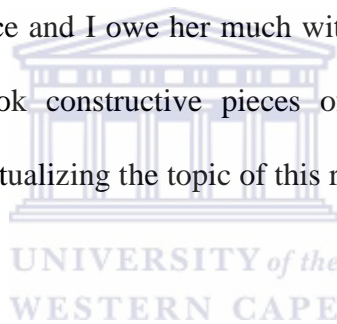 ce and I owe her much wit
ok constructive pieces o
tualizing the topic of this r
UNIVERSITY of the
WESTERN CAPE